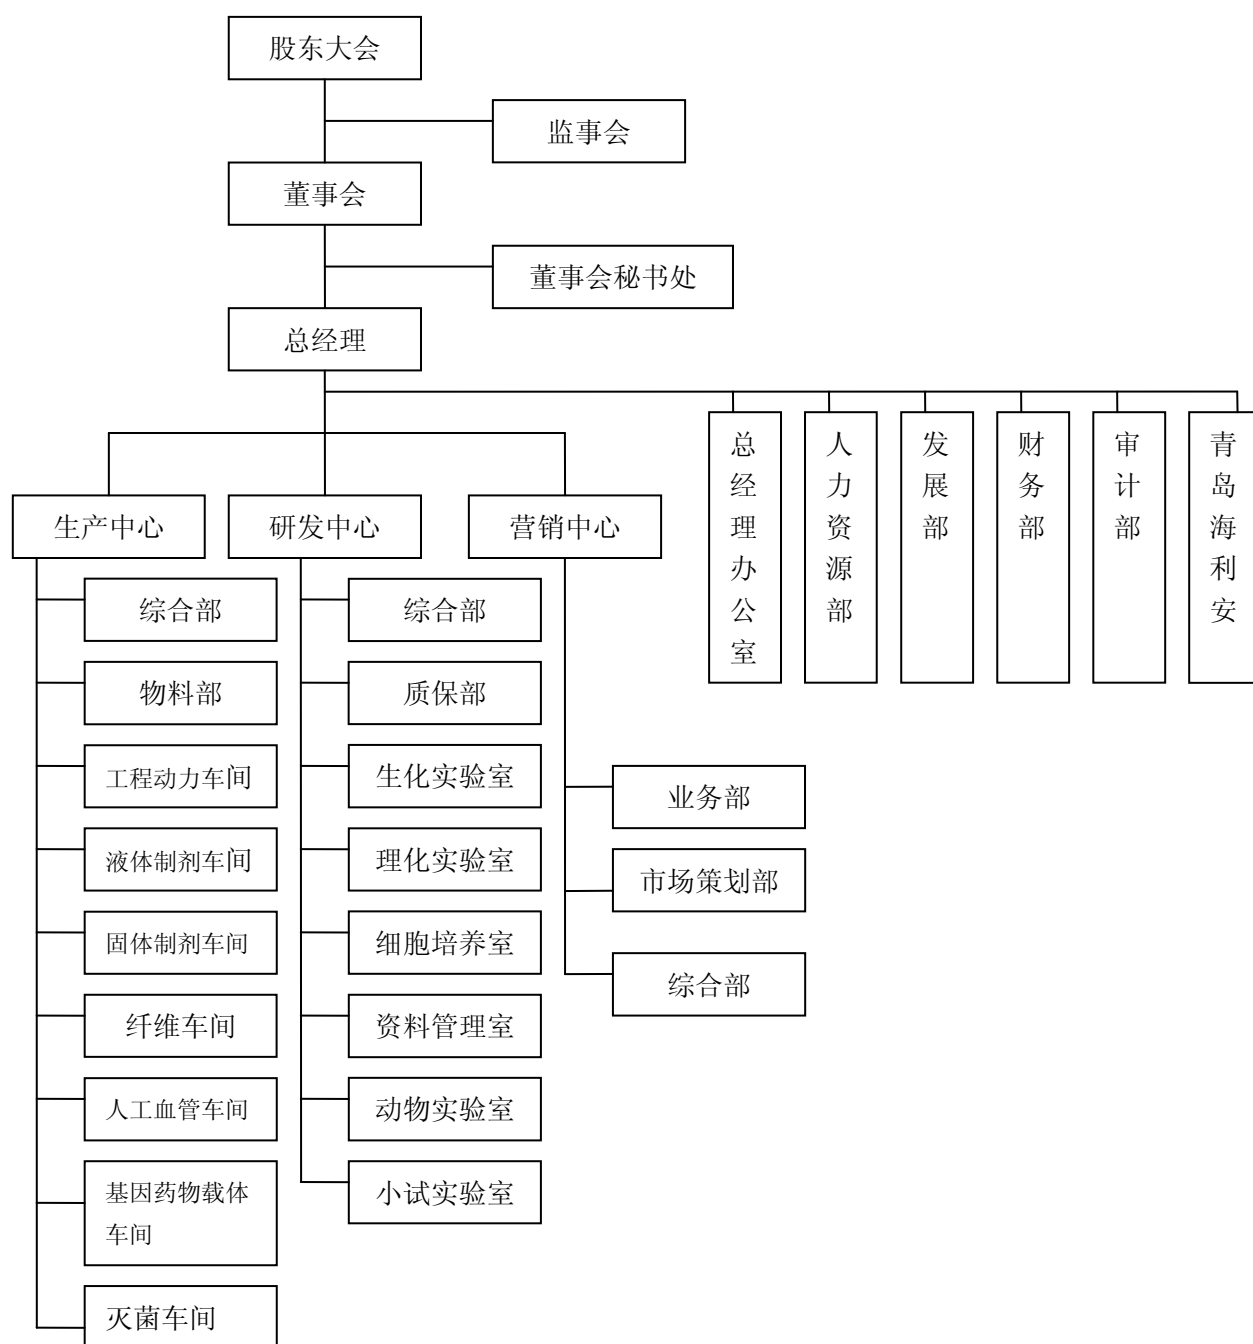 股东大会
监事会
董事会
董事会秘书处
总经理
总经理办公室
人力资源部
发展部
财务部
审计部
青岛海利安
生产中心
研发中心
营销中心
综合部
物料部
工程动力车间
液体制剂车间
固体制剂车间
纤维车间
人工血管车间
基因药物载体
车间
灭菌车间
综合部
质保部
生化实验室
理化实验室
细胞培养室
资料管理室
动物实验室
小试实验室
业务部
市场策划部
综合部